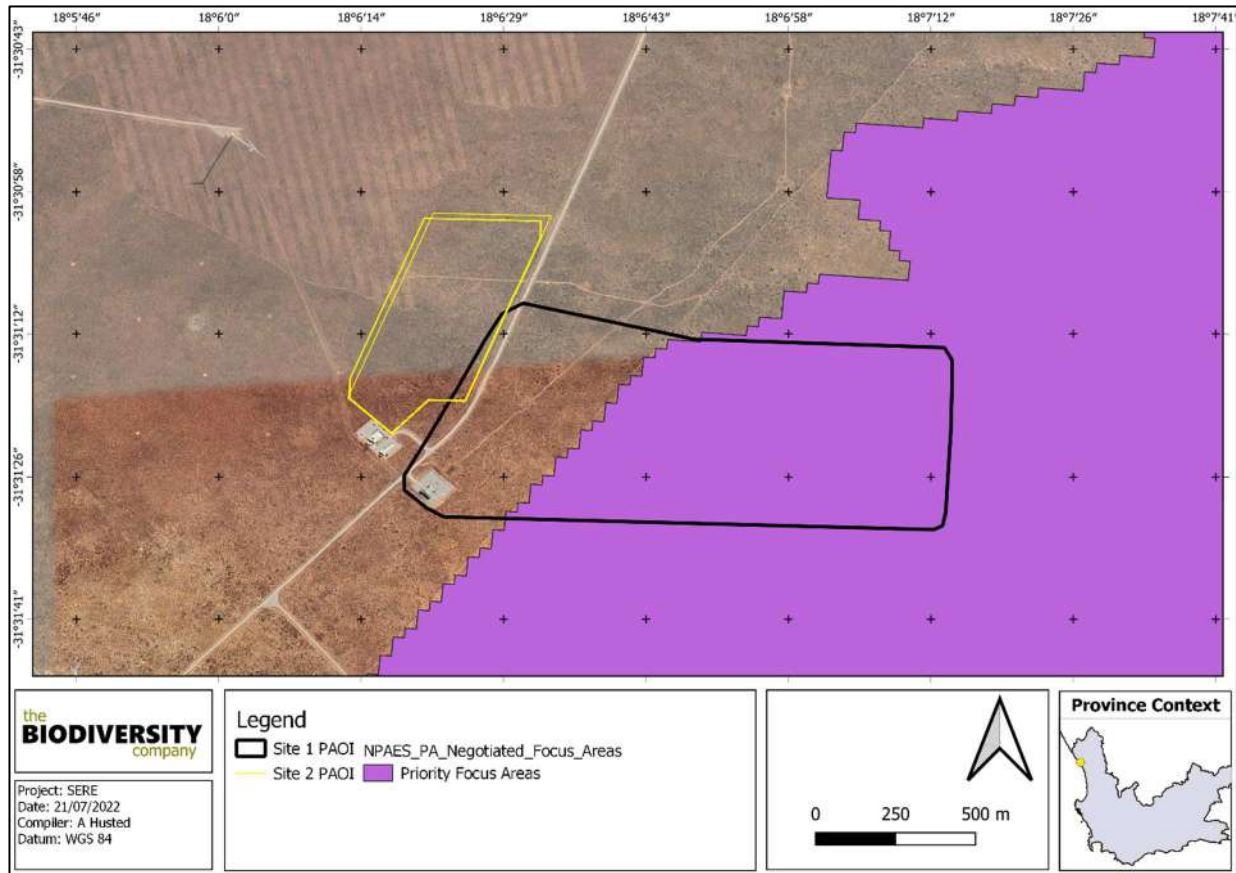 18°5'46" 18°6'0" 18°6'14" 18°6'29" 18°6'43" 18°6'58" 18°7'12" 18°7'26" 18°7'41"
-31°30'43"
-31°30'58"
-31°31'12"
-31°31'26"
-31°31'41"
the
BIODIVERSITY
company
Project: SERE
Date: 21/07/2022
Compiler: A Husted
Datum: WGS 84
Legend
Site 1 PAOI NPAES_PA_Negotiated_Focus_Areas
Site 2 PAOI Priority Focus Areas
0 250 500 m
Province Context